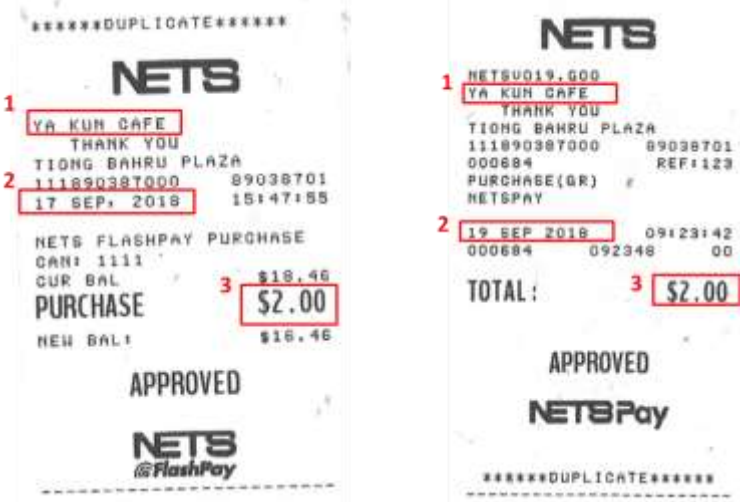 ******DUPLICATE******
NETS
1
YA KUN CAFE
THANK YOU
TIONG BAHRU PLAZA
111890387000 89038701
2
17 SEP, 2018 15:47:55
NETS FLASHPAY PURCHASE
CAN: 1111
CUR BAL $18.46
3
PURCHASE $2.00
NEW BAL: $16.46
APPROVED
NETS
@FlashPay
NETS
NETSV019.G00
1
YA KUN CAFE
THANK YOU
TIONG BAHRU PLAZA
111890387000 89038701
000684 REF:123
PURCHASE(QR)
NETSPAY
2
19 SEP 2018 09:23:42
000684 092348 00
TOTAL: 3 $2.00
APPROVED
NETSPay
******DUPLICATE******